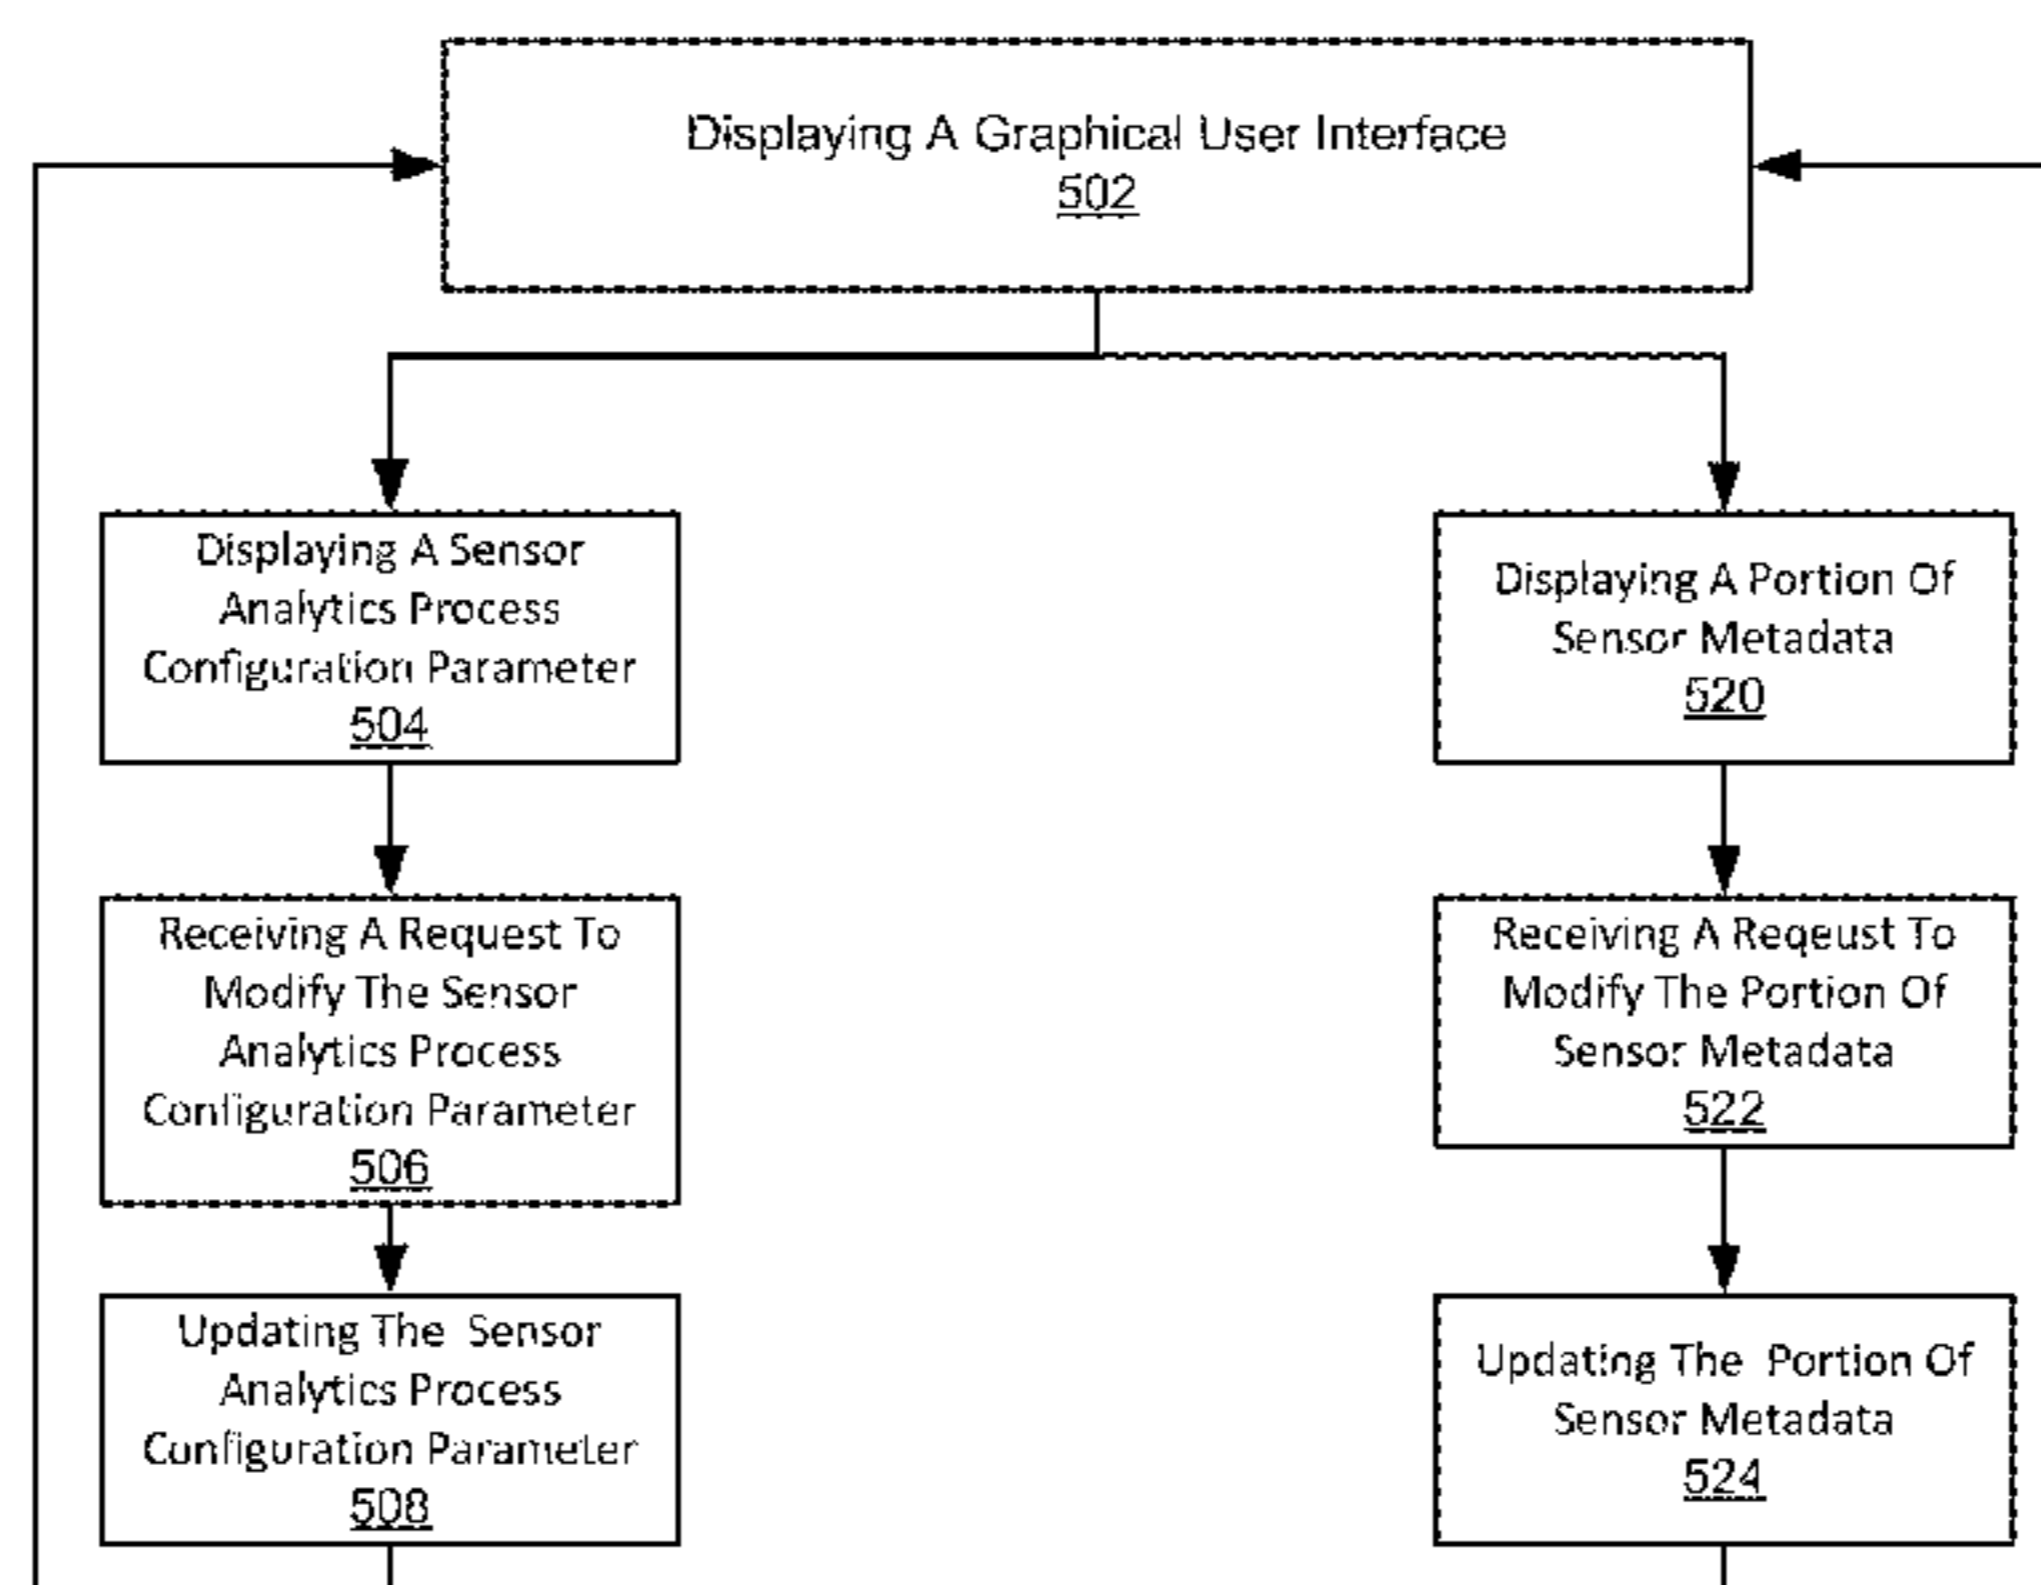 Displaying A Graphical User Interface
502
Displaying A Sensor
Analytics Process
Configuration Parameter
504
Receiving A Request To
Modify The Sensor
Analytics Process
Configuration Parameter
506
Updating The Sensor
Analytics Process
Configuration Parameter
508
Displaying A Portion Of
Sensor Metadata
520
Receiving A Reqeust To
Modify The Portion Of
Sensor Metadata
522
Updating The Portion Of
Sensor Metadata
524